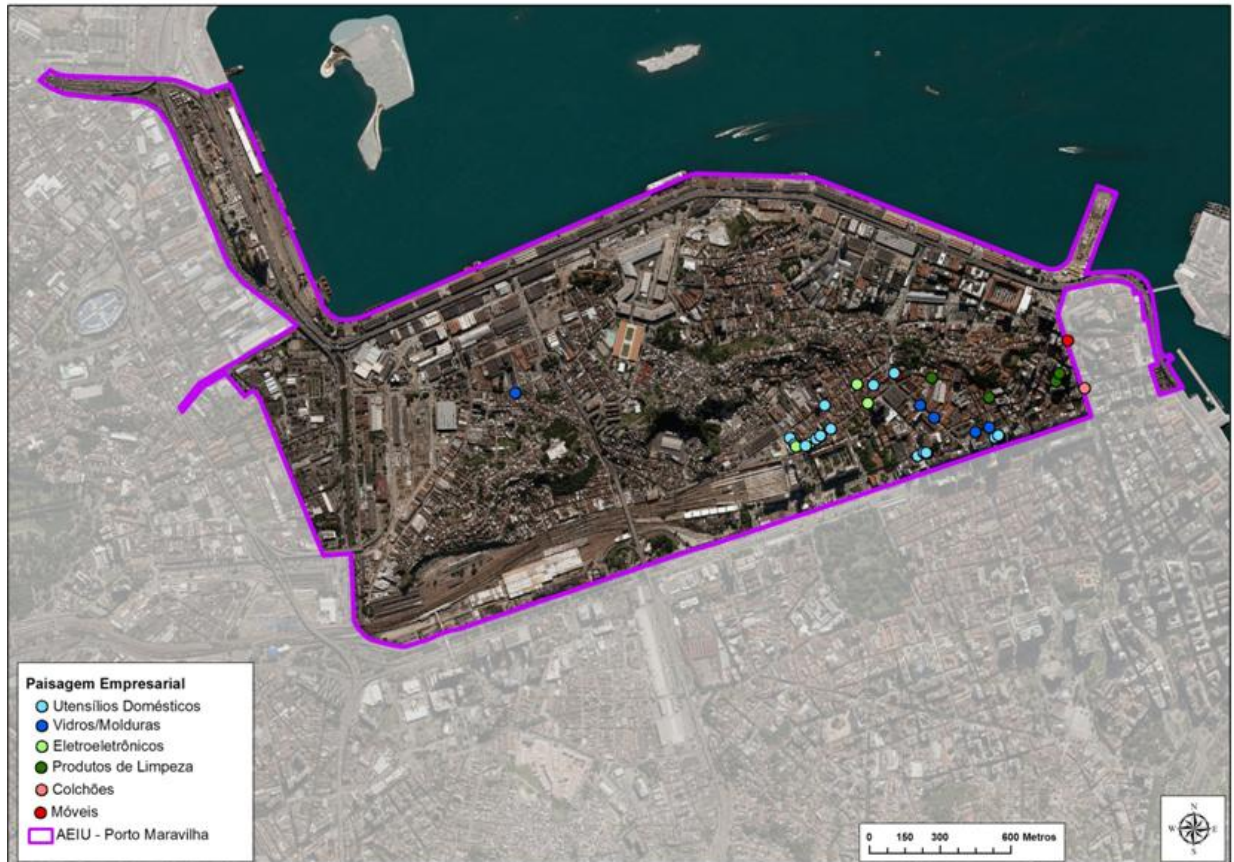 Paisagem Empresarial
Utensílios Domésticos
Vidros/Molduras
Eletroeletrônicos
Produtos de Limpeza
Colchões
Móveis
AEIU - Porto Maravilha
0 150 300 600 Metros
N
W E
S